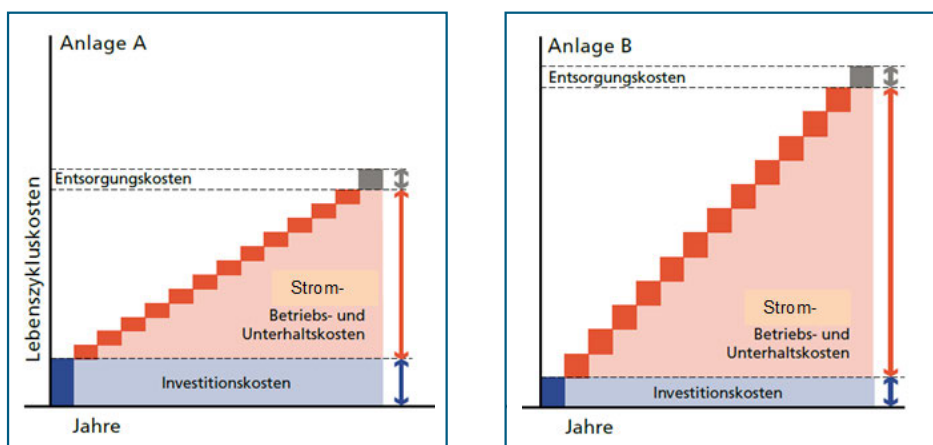 Anlage A
Entsorgungskosten
Lebenszykluskosten
Strom-
Betriebs- und
Unterhaltskosten
Investitionskosten
Jahre
Anlage B
Entsorgungskosten
Strom-
Betriebs- und
Unterhaltskosten
Investitionskosten
Jahre